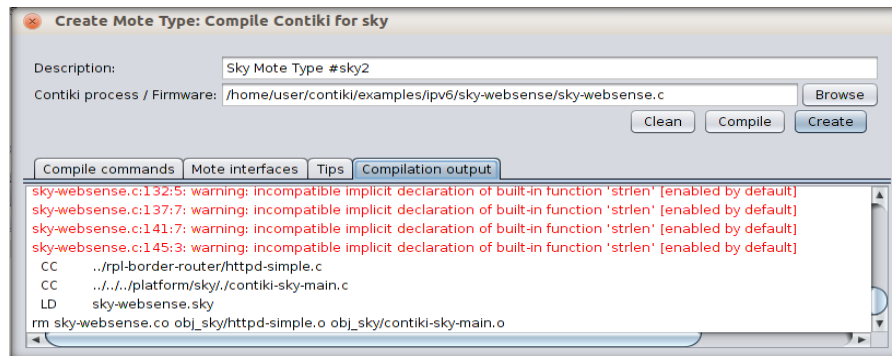 Create Mote Type: Compile Contiki for sky
Description: Sky Mote Type #sky2
Contiki process / Firmware: /home/user/contiki/examples/ipv6/sky-websense/sky-websense.c Browse
Clean Compile Create
Compile commands Mote interfaces Tips Compilation output
sky-websense.c:132:5: warning: incompatible implicit declaration of built-in function 'strlen' [enabled by default]
sky-websense.c:137:7: warning: incompatible implicit declaration of built-in function 'strlen' [enabled by default]
sky-websense.c:141:7: warning: incompatible implicit declaration of built-in function 'strlen' [enabled by default]
sky-websense.c:145:3: warning: incompatible implicit declaration of built-in function 'strlen' [enabled by default]
CC ../rpl-border-router/httpd-simple.c
CC ../../../platform/sky/./contiki-sky-main.c
LD sky-websense.sky
rm sky-websense.co obj_sky/httpd-simple.o obj_sky/contiki-sky-main.o